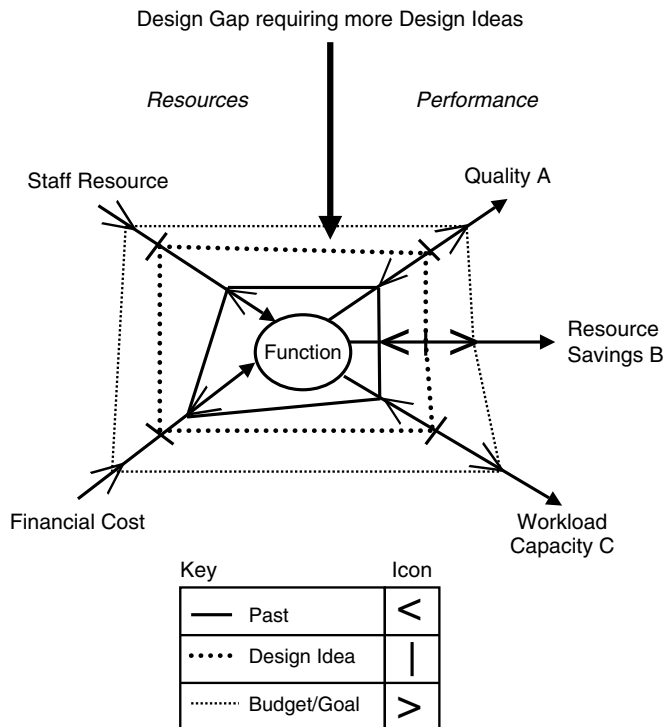 Design Gap requiring more Design Ideas
Resources
Performance
Staff Resource
Quality A
Function
Resource
Savings B
Financial Cost
Workload
Capacity C
Key
Icon
Past
<
Design Idea
|
Budget/Goal
>